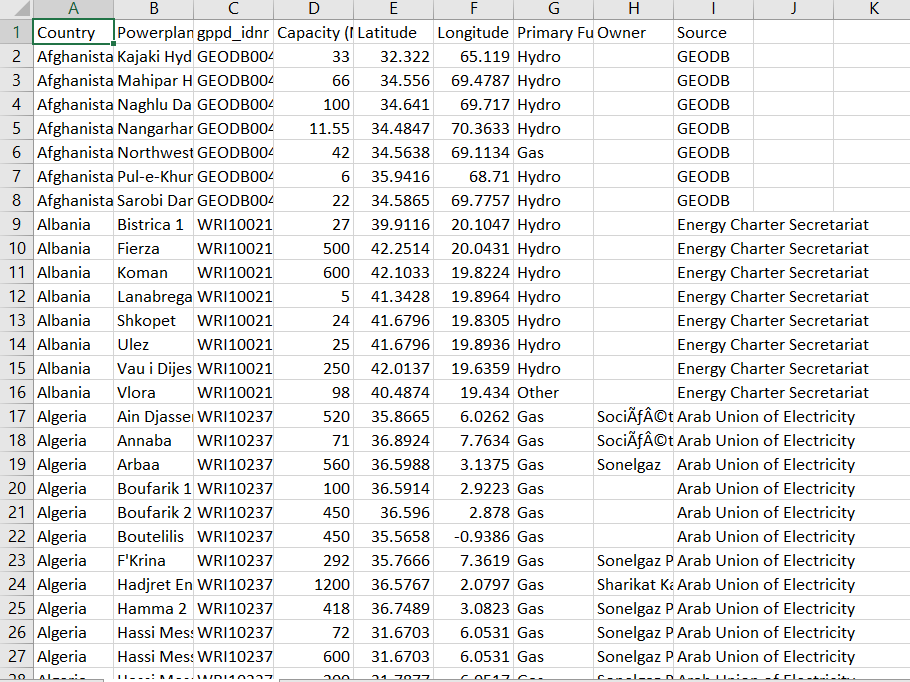 A B C D E F G H I J K
1 Country Powerplan gppd_idnr Capacity (M Latitude Longitude Primary Fu Owner Source
2 Afghanista Kajaki Hyd GEODB004 33 32.322 65.119 Hydro GEODB
3 Afghanista Mahipar H GEODB004 66 34.556 69.4787 Hydro GEODB
4 Afghanista Naghlu Da GEODB004 100 34.641 69.717 Hydro GEODB
5 Afghanista Nangarhar GEODB004 11.55 34.4847 70.3633 Hydro GEODB
6 Afghanista Northwest GEODB004 42 34.5638 69.1134 Gas GEODB
7 Afghanista Pul-e-Khur GEODB004 6 35.9416 68.71 Hydro GEODB
8 Afghanista Sarobi Dar GEODB004 22 34.5865 69.7757 Hydro GEODB
9 Albania Bistrica 1 WRI10021 27 39.9116 20.1047 Hydro Energy Charter Secretariat
10 Albania Fierza WRI10021 500 42.2514 20.0431 Hydro Energy Charter Secretariat
11 Albania Koman WRI10021 600 42.1033 19.8224 Hydro Energy Charter Secretariat
12 Albania Lanabrega WRI10021 5 41.3428 19.8964 Hydro Energy Charter Secretariat
13 Albania Shkopet WRI10021 24 41.6796 19.8305 Hydro Energy Charter Secretariat
14 Albania Ulez WRI10021 25 41.6796 19.8936 Hydro Energy Charter Secretariat
15 Albania Vau i Dijes WRI10021 250 42.0137 19.6359 Hydro Energy Charter Secretariat
16 Albania Vlora WRI10021 98 40.4874 19.434 Other Energy Charter Secretariat
17 Algeria Ain Djasse WRI10237 520 35.8665 6.0262 Gas SociÃƒÂ©t Arab Union of Electricity
18 Algeria Annaba WRI10237 71 36.8924 7.7634 Gas SociÃƒÂ©t Arab Union of Electricity
19 Algeria Arbaa WRI10237 560 36.5988 3.1375 Gas Sonelgaz Arab Union of Electricity
20 Algeria Boufarik 1 WRI10237 100 36.5914 2.9223 Gas Arab Union of Electricity
21 Algeria Boufarik 2 WRI10237 450 36.596 2.878 Gas Arab Union of Electricity
22 Algeria Boutelilis WRI10237 450 35.5658 -0.9386 Gas Arab Union of Electricity
23 Algeria F'Krina WRI10237 292 35.7666 7.3619 Gas Sonelgaz P Arab Union of Electricity
24 Algeria Hadjret En WRI10237 1200 36.5767 2.0797 Gas Sharikat Ka Arab Union of Electricity
25 Algeria Hamma 2 WRI10237 418 36.7489 3.0823 Gas Sonelgaz P Arab Union of Electricity
26 Algeria Hassi Mess WRI10237 72 31.6703 6.0531 Gas Sonelgaz P Arab Union of Electricity
27 Algeria Hassi Mess WRI10237 600 31.6703 6.0531 Gas Sonelgaz P Arab Union of Electricity